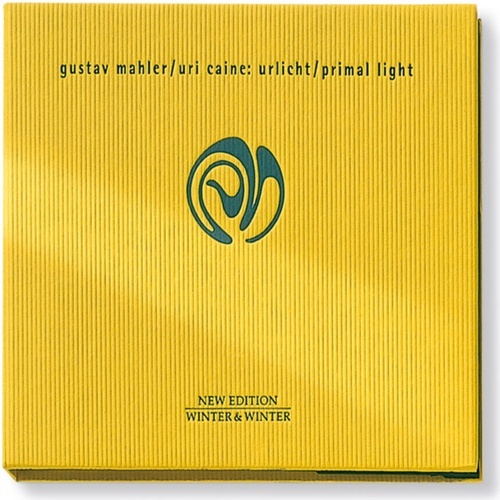 gustav mahler/uri caine: urlicht/primal light
NEW EDITION
WINTER & WINTER